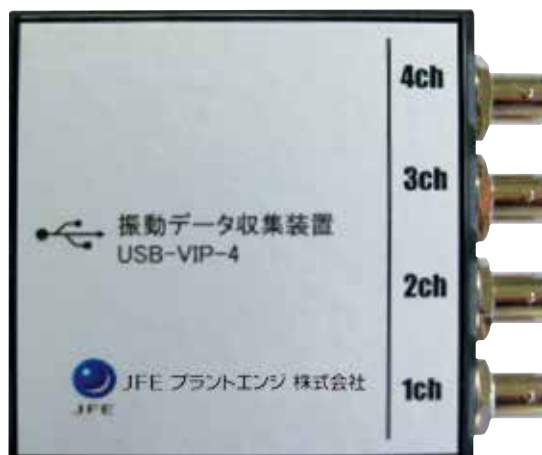 4ch
3ch
振動データ収集装置
USB-VIP-4
2ch
JFE プラントエンジ 株式会社
JFE
1ch